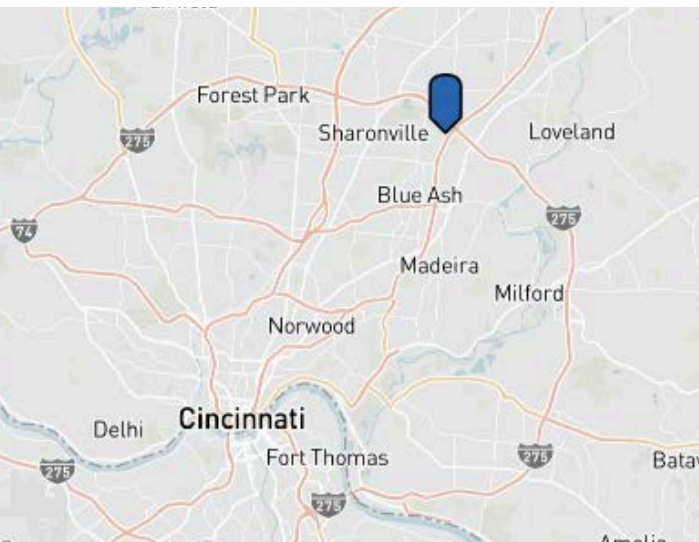 Forest Park
275
Sharonville
Loveland
Blue Ash
275
74
Madeira
Milford
Norwood
Cincinnati
Delhi
Fort Thomas
275
275
275